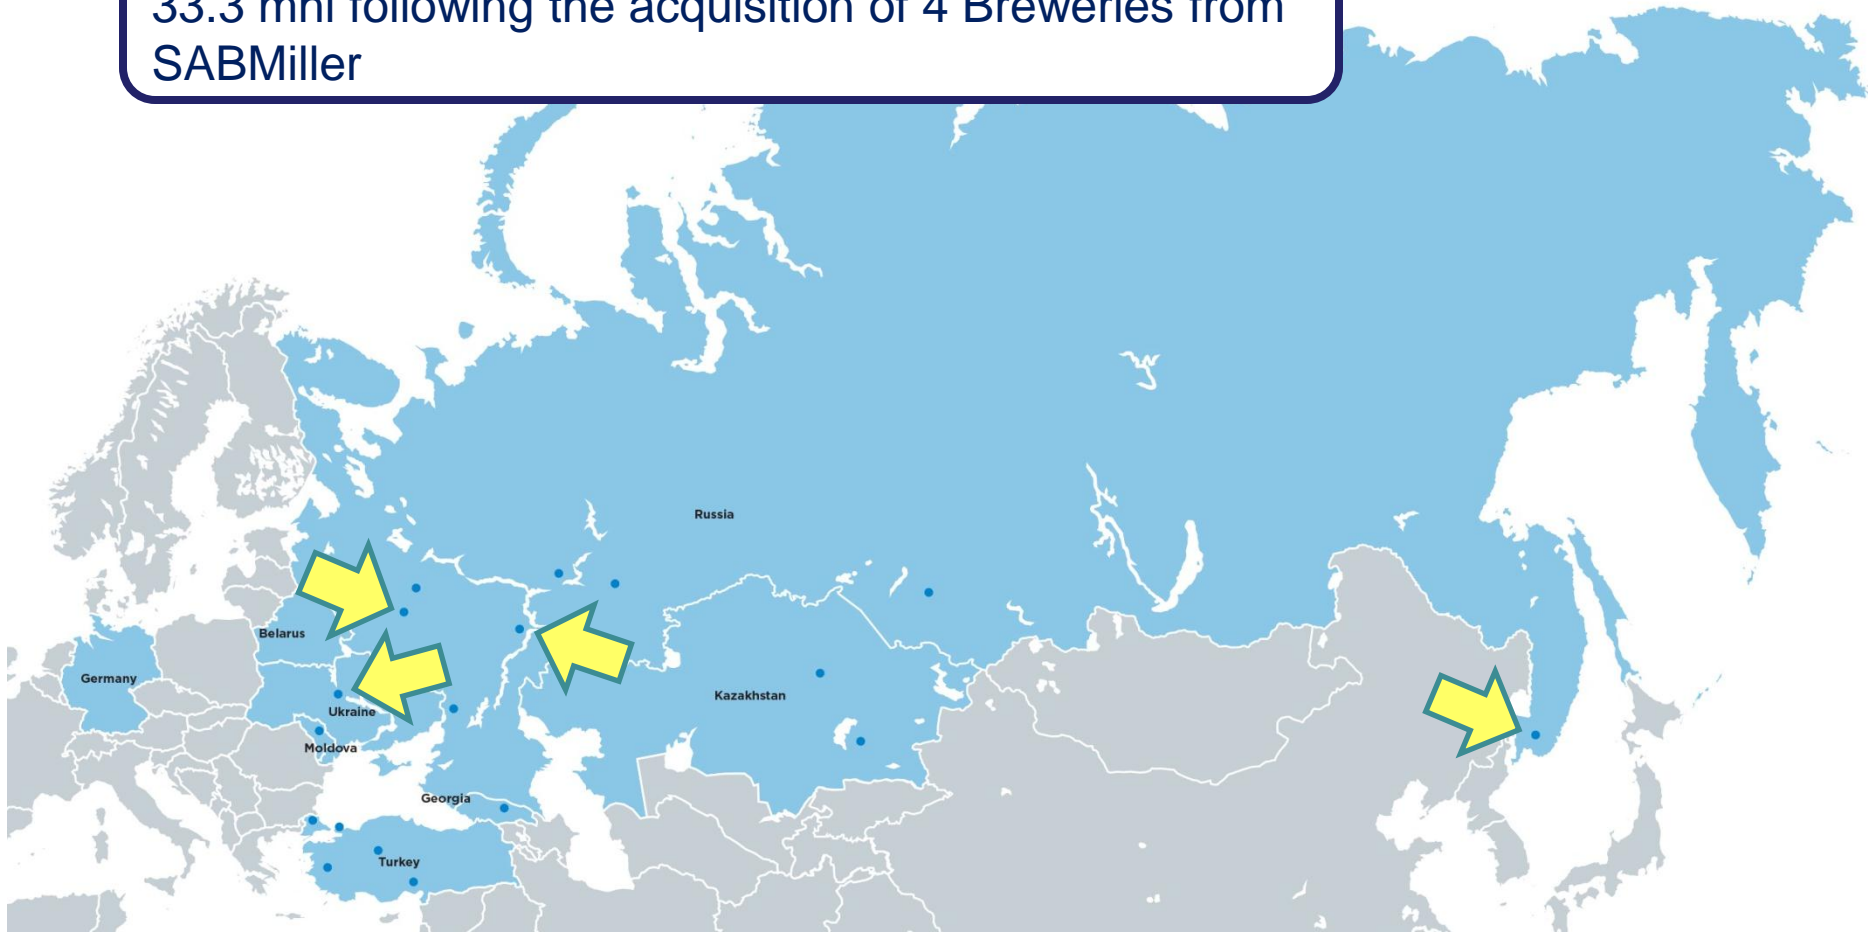 33.3 mhl following the acquisition of 4 Breweries from
SABMiller
Russia
Belarus
Germany
Kazakhstan
Ukraine
Moldova
Georgia
Turkey